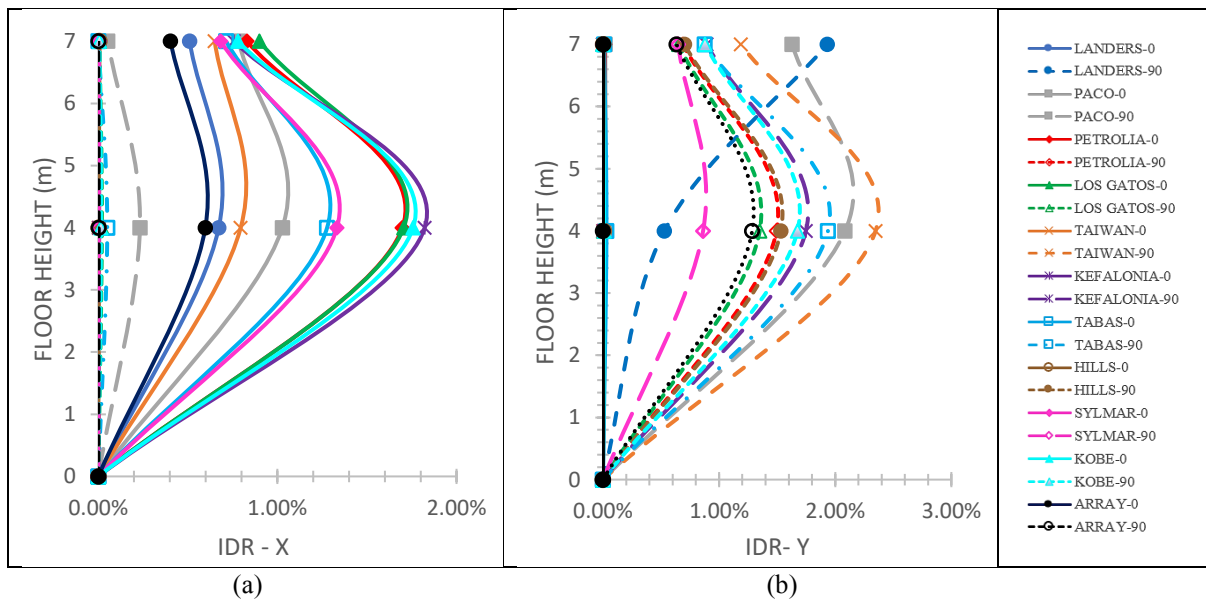 FLOOR HEIGHT (m)
7
6
5
4
3
2
1
0
0.00%
1.00%
2.00%
IDR - X
(a)
FLOOR HEIGHT (m)
7
6
5
4
3
2
1
0
0.00%
1.00%
2.00%
3.00%
IDR- Y
(b)
LANDERS-0
LANDERS-90
PACO-0
PACO-90
PETROLIA-0
PETROLIA-90
LOS GATOS-0
LOS GATOS-90
TAIWAN-0
TAIWAN-90
KEFALONIA-0
KEFALONIA-90
TABAS-0
TABAS-90
HILLS-0
HILLS-90
SYLMAR-0
SYLMAR-90
KOBE-0
KOBE-90
ARRAY-0
ARRAY-90